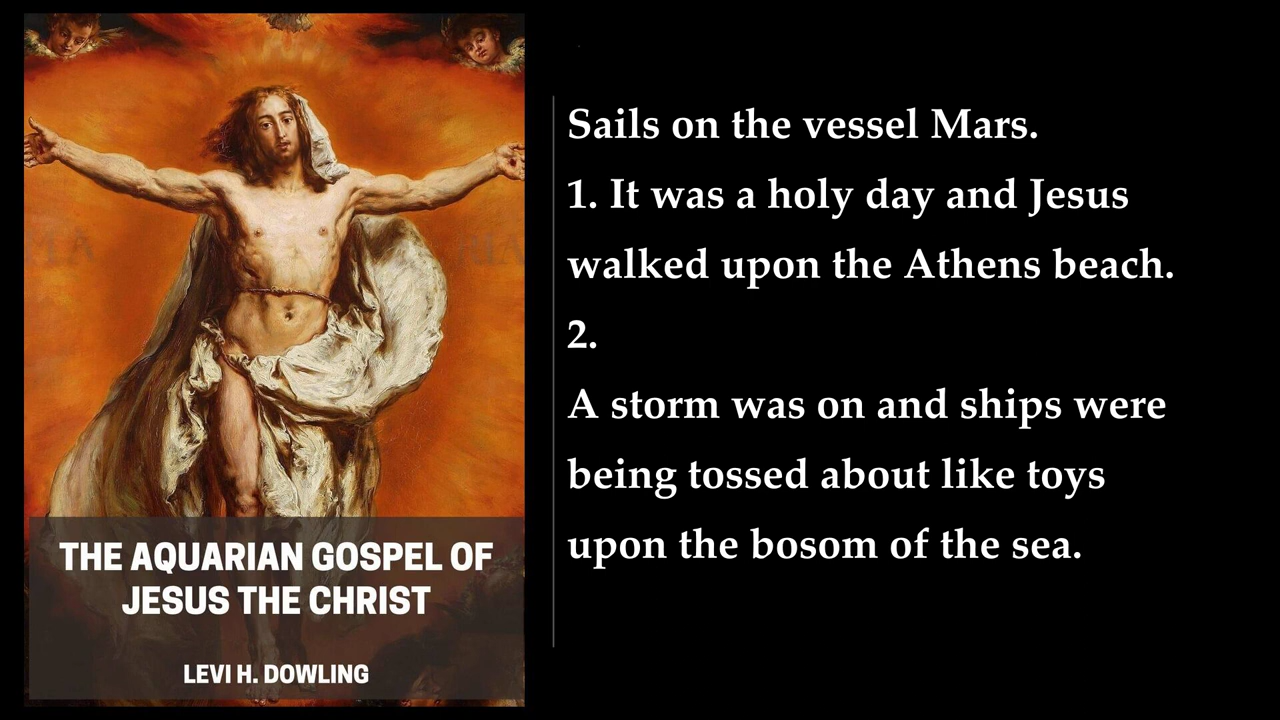 THE AQUARIAN GOSPEL OF
JESUS THE CHRIST
LEVI H. DOWLING
Sails on the vessel Mars.
1. It was a holy day and Jesus
walked upon the Athens beach.
2.
A storm was on and ships were
being tossed about like toys
upon the bosom of the sea.